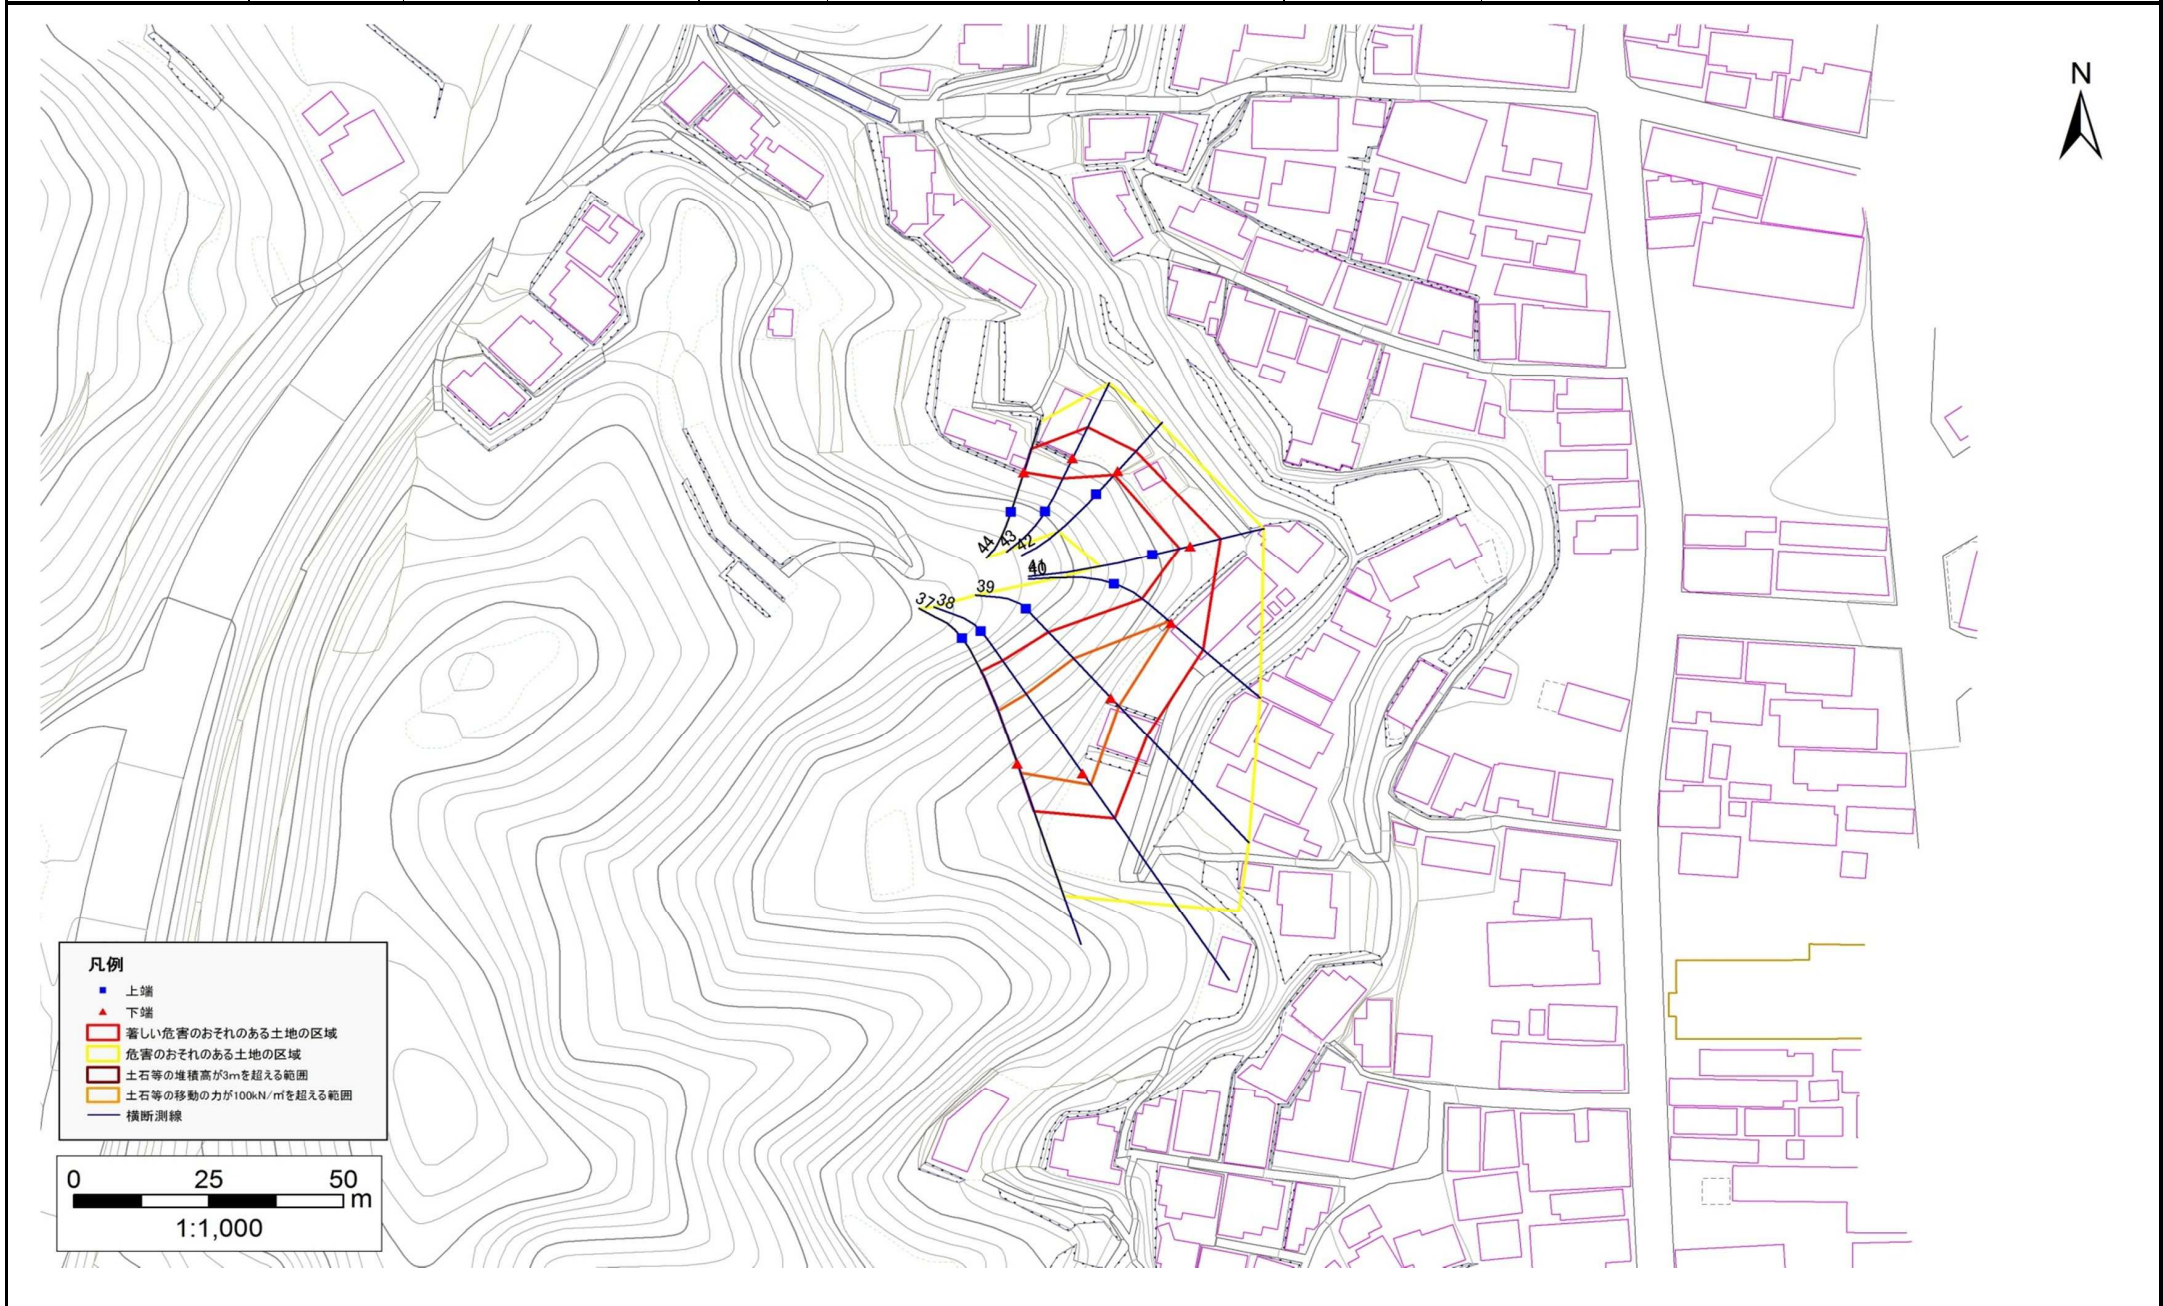 N
44
43
42
41
40
39
37
38
凡例
上端
下端
著しい危害のおそれのある土地の区域
危害のおそれのある土地の区域
土石等の堆積高が3mを超える範囲
土石等の移動の力が100kN/㎡を超える範囲
横断測線
0 25 50
m
1:1,000